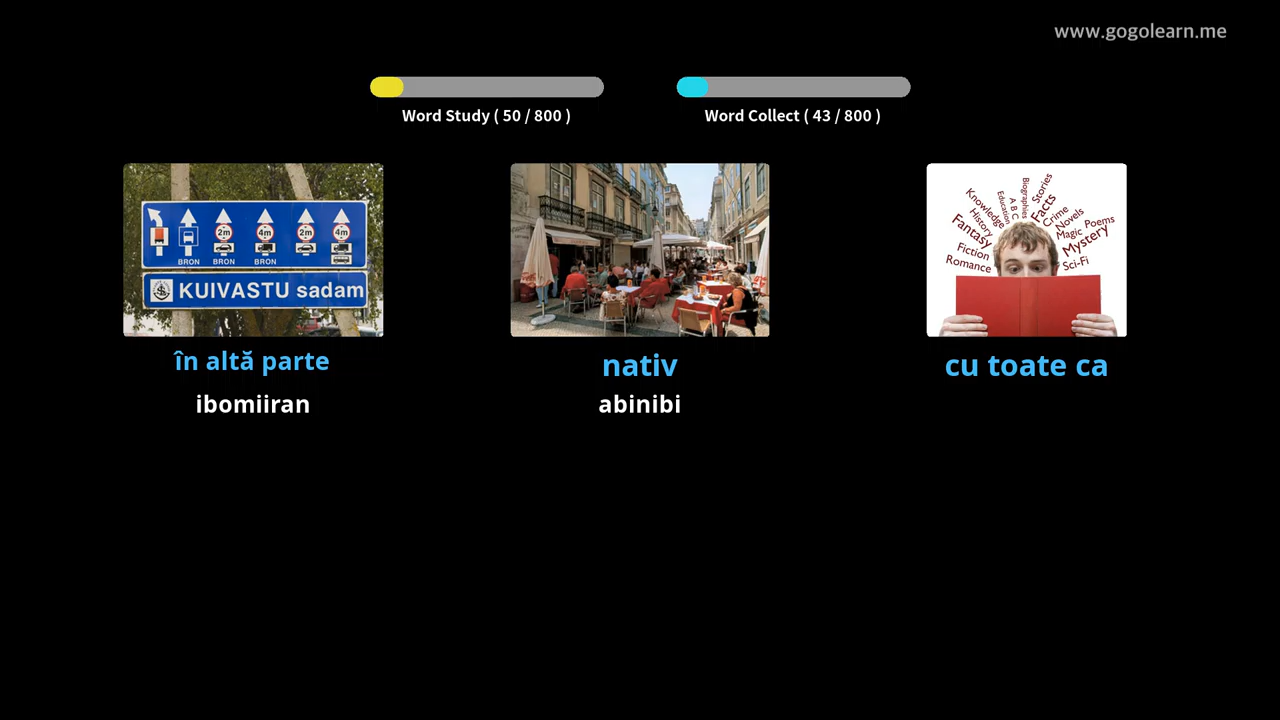 www.gogolearn.me
Word Study ( 50 / 800 )
Word Collect ( 43 / 800 )
BRON
BRON
BRON
2m
4m
2m
4m
KUIVASTU sadam
Stories
Biographies
Facts
Education
A B C
Knowledge
Crime
Novels
History
Magic
Poems
Fantasy
Mystery
Fiction
Romance
Sci-Fi
în altă parte
nativ
cu toate ca
ibomiiran
abinibi